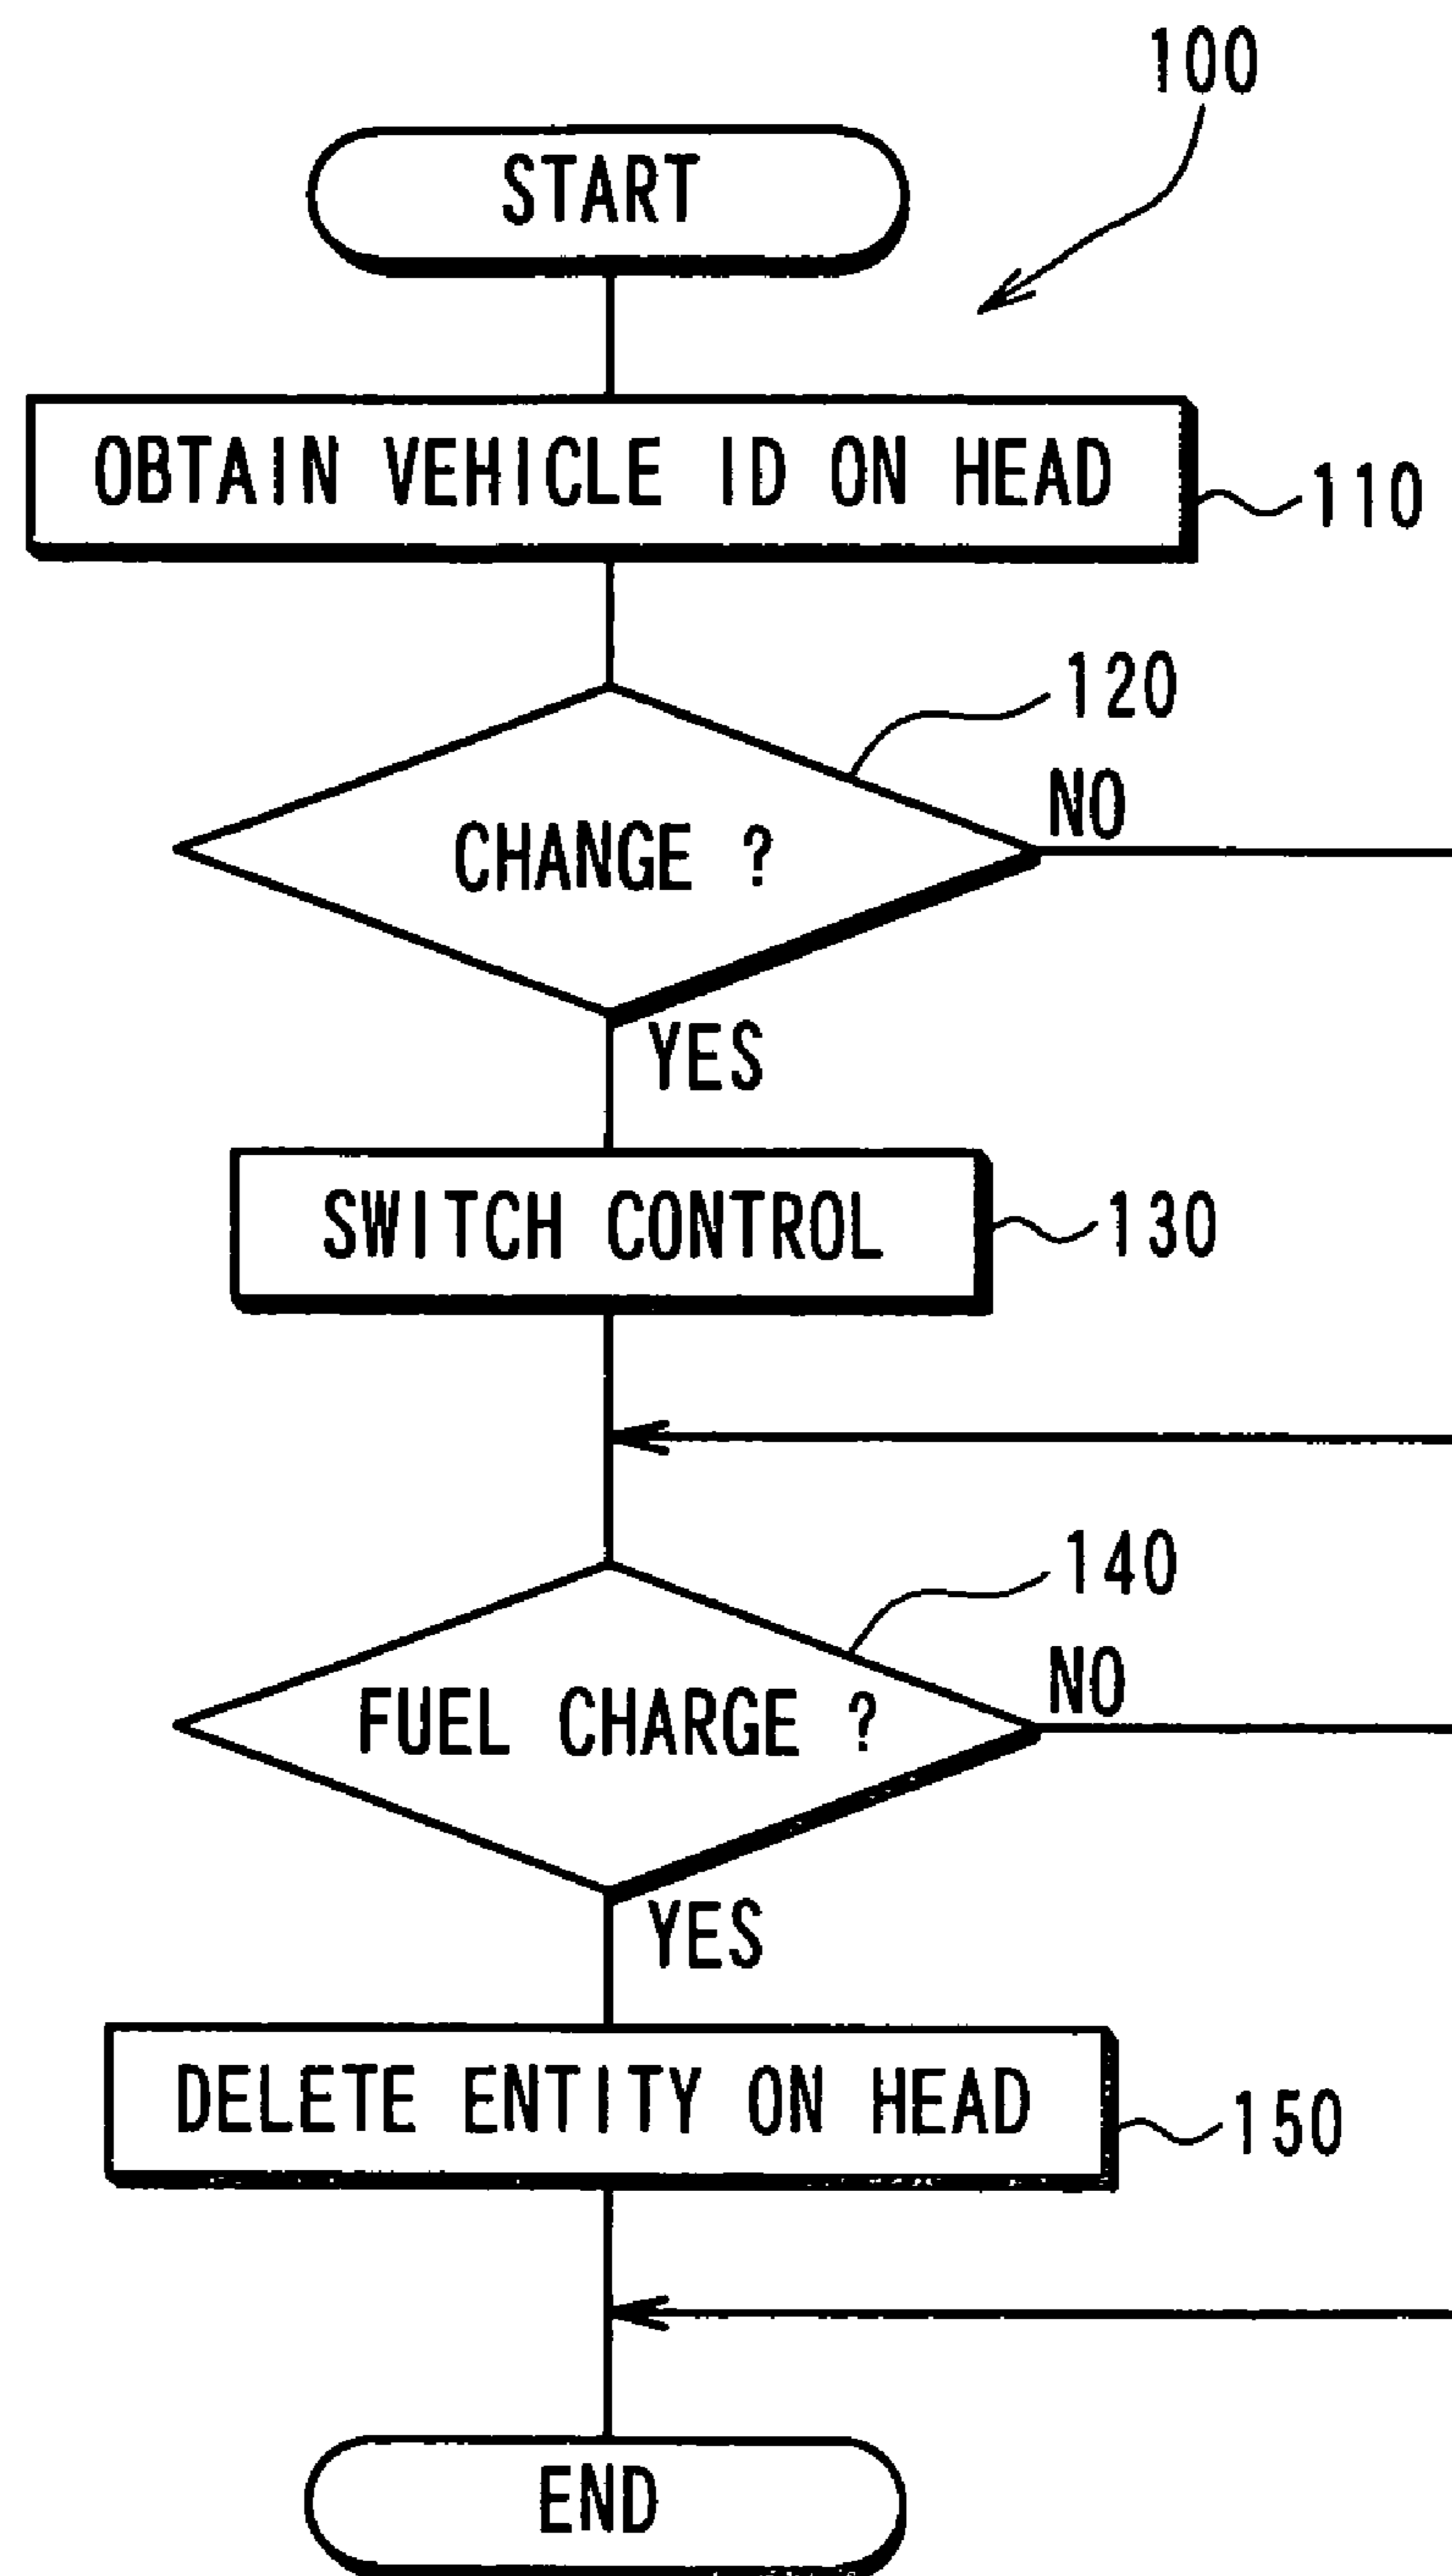 100
START
OBTAIN VEHICLE ID ON HEAD
110
120
NO
CHANGE ?
YES
SWITCH CONTROL
130
140
NO
FUEL CHARGE ?
YES
DELETE ENTITY ON HEAD
150
END